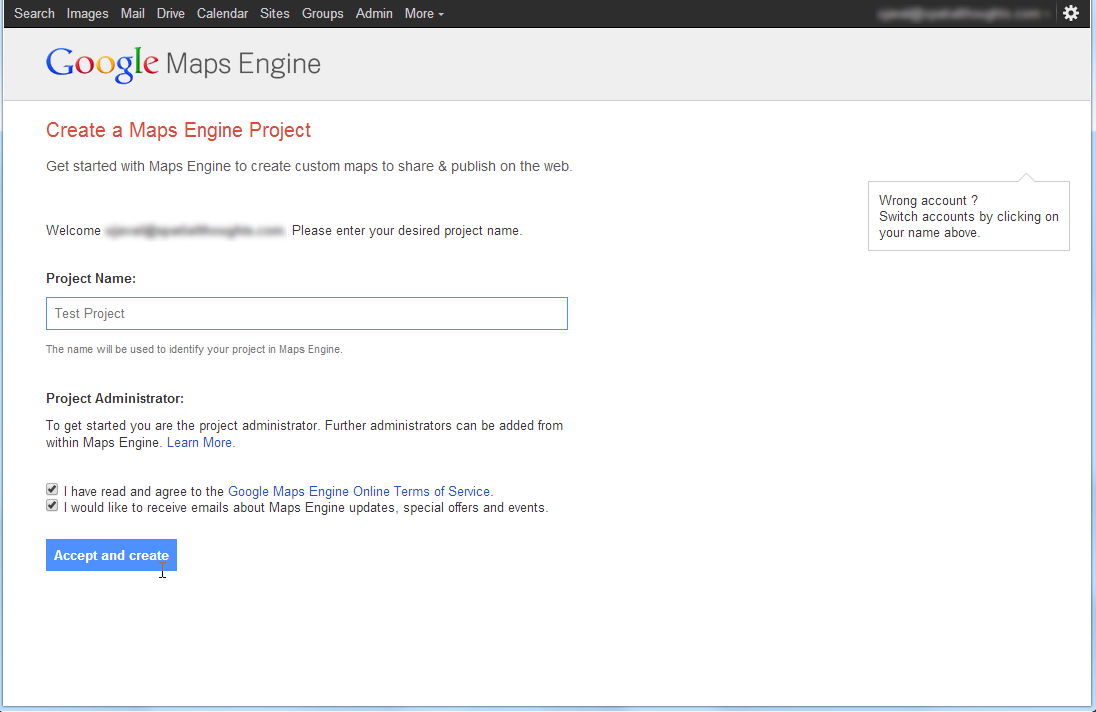 Search Images Mail Drive Calendar Sites Groups Admin More
Google Maps Engine
Create a Maps Engine Project
Get started with Maps Engine to create custom maps to share & publish on the web.
Wrong account ?
Switch accounts by clicking on
your name above.
Welcome Please enter your desired project name.
Project Name:
Test Project
The name will be used to identify your project in Maps Engine.
Project Administrator:
To get started you are the project administrator. Further administrators can be added from
within Maps Engine. Learn More.
I have read and agree to the Google Maps Engine Online Terms of Service.
I would like to receive emails about Maps Engine updates, special offers and events.
Accept and create